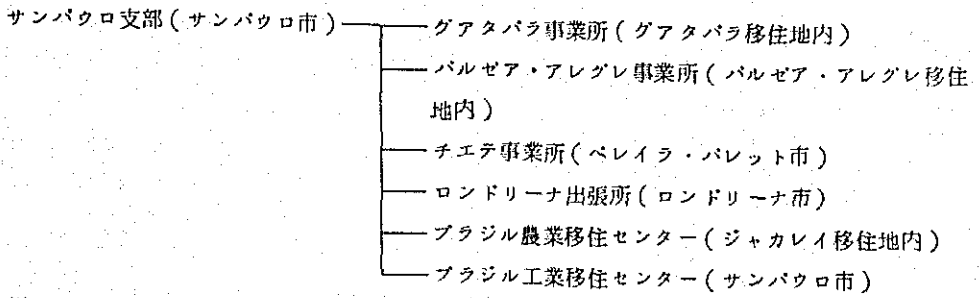 サンパウロ支部(サンパウロ市)
グアタパラ事業所(グアタパラ移住地内)
バルゼア・アレグレ事業所(バルゼア・アレグレ移住
地内)
チエテ事業所(ペレイラ・バレット市)
ロンドリーナ出張所(ロンドリーナ市)
ブラジル農業移住センター(ジャカレイ移住地内)
ブラジル工業移住センター(サンパウロ市)